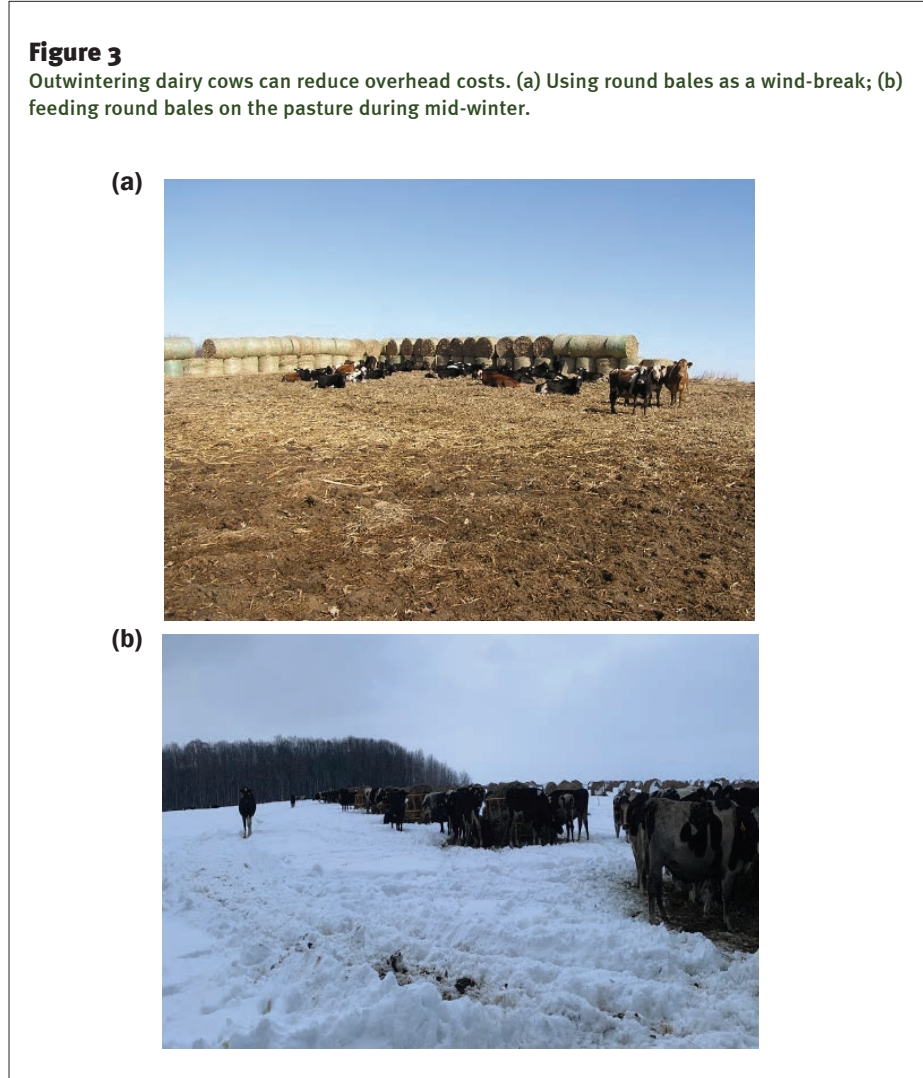 Figure 3
Outwintering dairy cows can reduce overhead costs. (a) Using round bales as a wind-break; (b)
feeding round bales on the pasture during mid-winter.
(a)
(b)